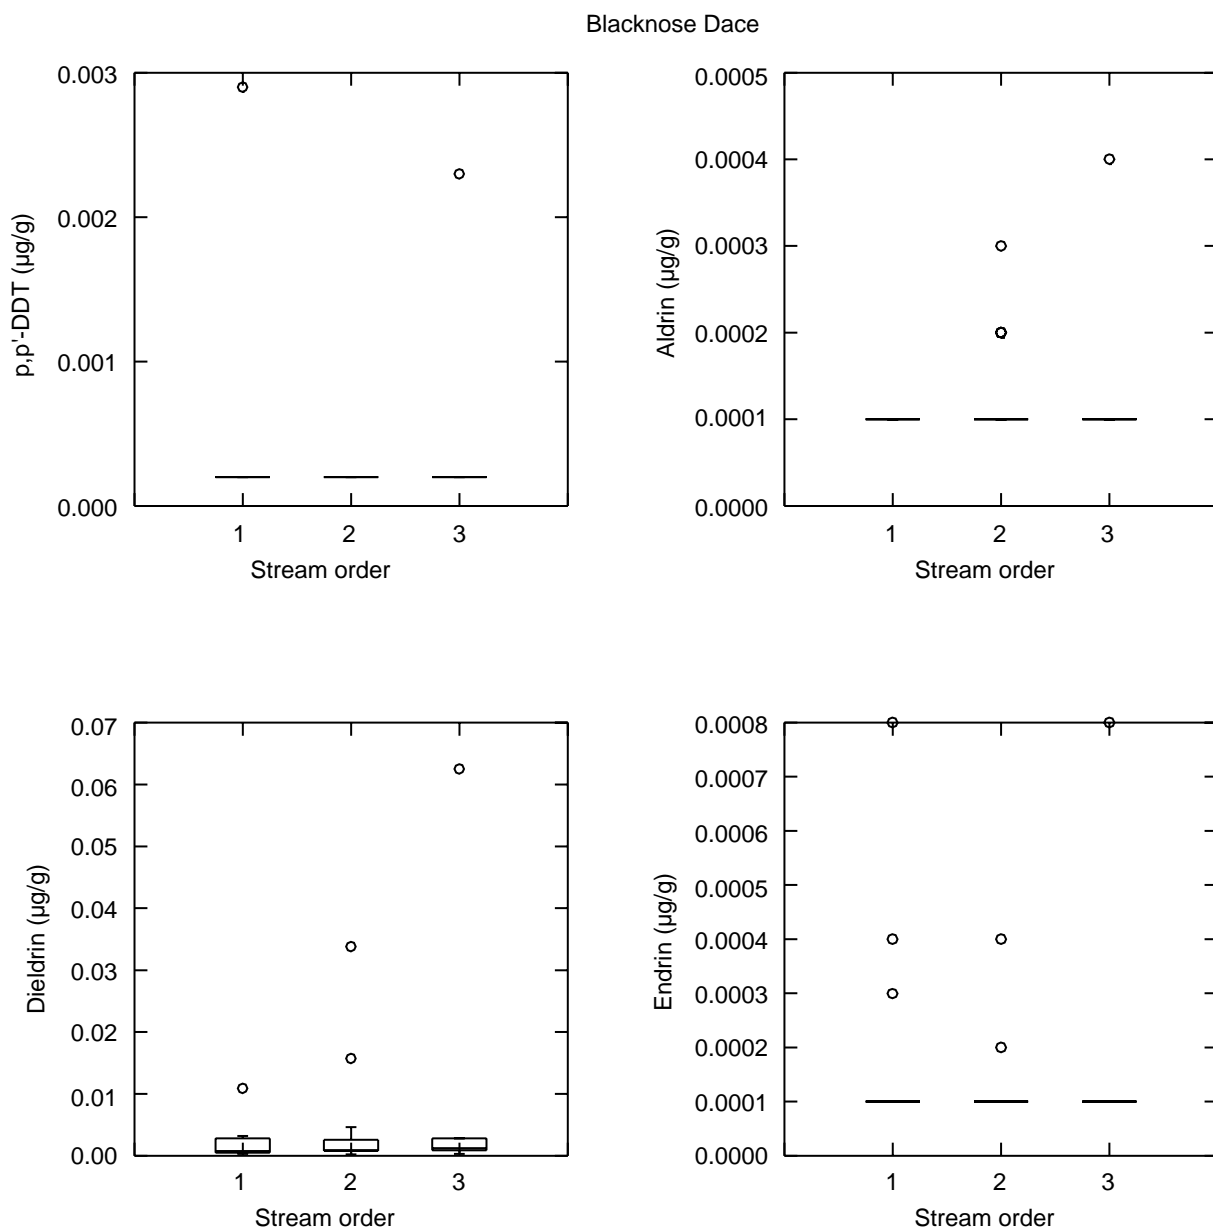 Blacknose Dace
p,p'-DDT (µg/g)
0.003
0.002
0.001
0.000
1 2 3
Stream order
Aldrin (µg/g)
0.0005
0.0004
0.0003
0.0002
0.0001
0.0000
1 2 3
Stream order
Dieldrin (µg/g)
0.07
0.06
0.05
0.04
0.03
0.02
0.01
0.00
1 2 3
Stream order
Endrin (µg/g)
0.0008
0.0007
0.0006
0.0005
0.0004
0.0003
0.0002
0.0001
0.0000
1 2 3
Stream order